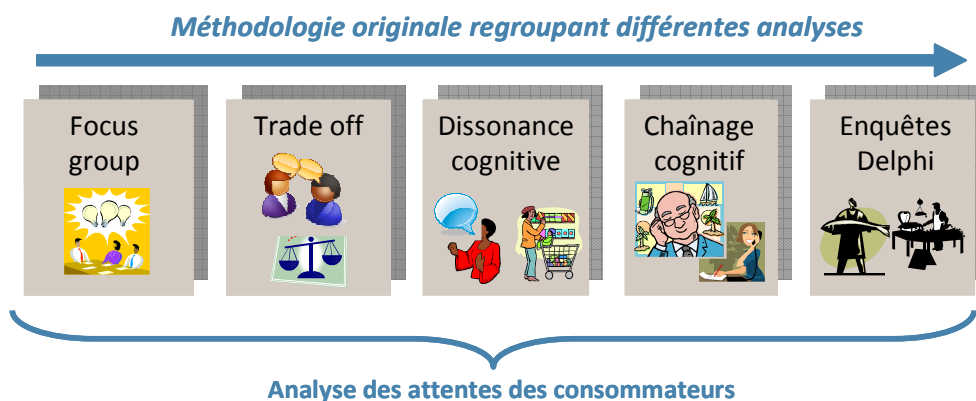 Méthodologie originale regroupant différentes analyses
Focus
group
Trade off
Dissonance
cognitive
Chaînage
cognitif
Enquêtes
Delphi
Analyse des attentes des consommateurs